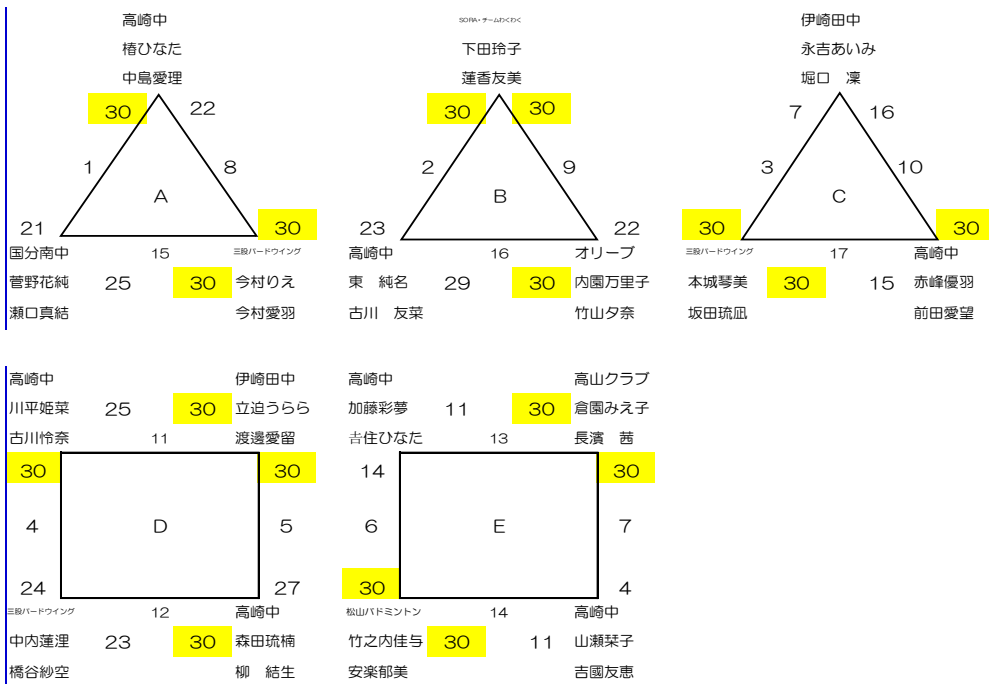 高崎中 SORA・チームわくわく 伊崎田中
椿ひなた 下田玲子 永吉あいみ
中島愛理 蓮香友美 堀口　凜
30 22 30 30 7 16
1 8 2 9 3 10
A B C
21 30 23 22 30 30
国分南中 15 三股バードウイング 高崎中 16 オリーブ 三股バードウイング 17 高崎中
菅野花純 25 30 今村りえ 東　純名 29 30 内園万里子 本城琴美 30 15 赤峰優羽
瀬口真結 今村愛羽 古川　友菜 竹山夕奈 坂田琉凪 前田愛望
高崎中 伊崎田中 高崎中 高山クラブ
川平姫菜 25 30 立迫うらら 加藤彩夢 11 30 倉園みえ子
古川怜奈 11 渡邊愛留 𠮷住ひなた 13 長濱　茜
30 30 14 30
4 D 5 6 E 7
24 27 30 4
三股バードウイング 12 高崎中 松山バドミントン 14 高崎中
中内蓮浬 23 30 森田琉楠 竹之内佳与 30 11 山瀬栞子
橋谷紗空 柳　結生 安楽郁美 吉國友恵